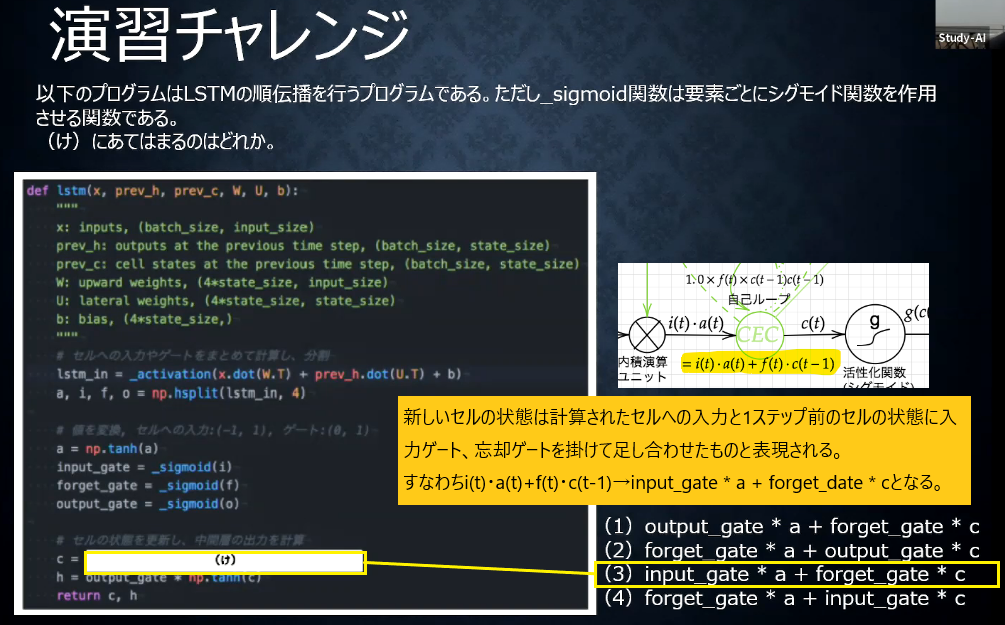 演習チャレンジ
Study-AI
以下のプログラムはLSTMの順伝播を行うプログラムである。ただし_sigmoid関数は要素ごとにシグモイド関数を作用
させる関数である。
（け）にあてはまるのはどれか。
def lstm(x, prev_h, prev_c, W, U, b):
"""
x: inputs, (batch_size, input_size)
prev_h: outputs at the previous time step, (batch_size, state_size)
prev_c: cell states at the previous time step, (batch_size, state_size)
W: upward weights, (4*state_size, input_size)
U: lateral weights, (4*state_size, state_size)
b: bias, (4*state_size,)
"""
# セルへの入力やゲートをまとめて計算し、分割
lstm_in = _activation(x.dot(W.T) + prev_h.dot(U.T) + b)
a, i, f, o = np.hsplit(lstm_in, 4)
# 値を変換, セルへの入力:(-1, 1), ゲート:(0, 1)
a = np.tanh(a)
input_gate = _sigmoid(i)
forget_gate = _sigmoid(f)
output_gate = _sigmoid(o)
# セルの状態を更新し、中間層の出力を計算
c = （け）
h = output_gate * np.tanh(c)
return c, h
1.0 × f(t) × c(t−1)c(t−1)
自己ループ
i(t)·a(t)
CEC
c(t)
g
g(c
内積演算
ユニット
= i(t)·a(t) + f(t)·c(t−1)
活性化関数
(シグモイド)
新しいセルの状態は計算されたセルへの入力と1ステップ前のセルの状態に入
力ゲート、忘却ゲートを掛けて足し合わせたものと表現される。
すなわちi(t)・a(t)+f(t)・c(t-1)→input_gate * a + forget_date * cとなる。
（1）output_gate * a + forget_gate * c
（2）forget_gate * a + output_gate * c
（3）input_gate * a + forget_gate * c
（4）forget_gate * a + input_gate * c